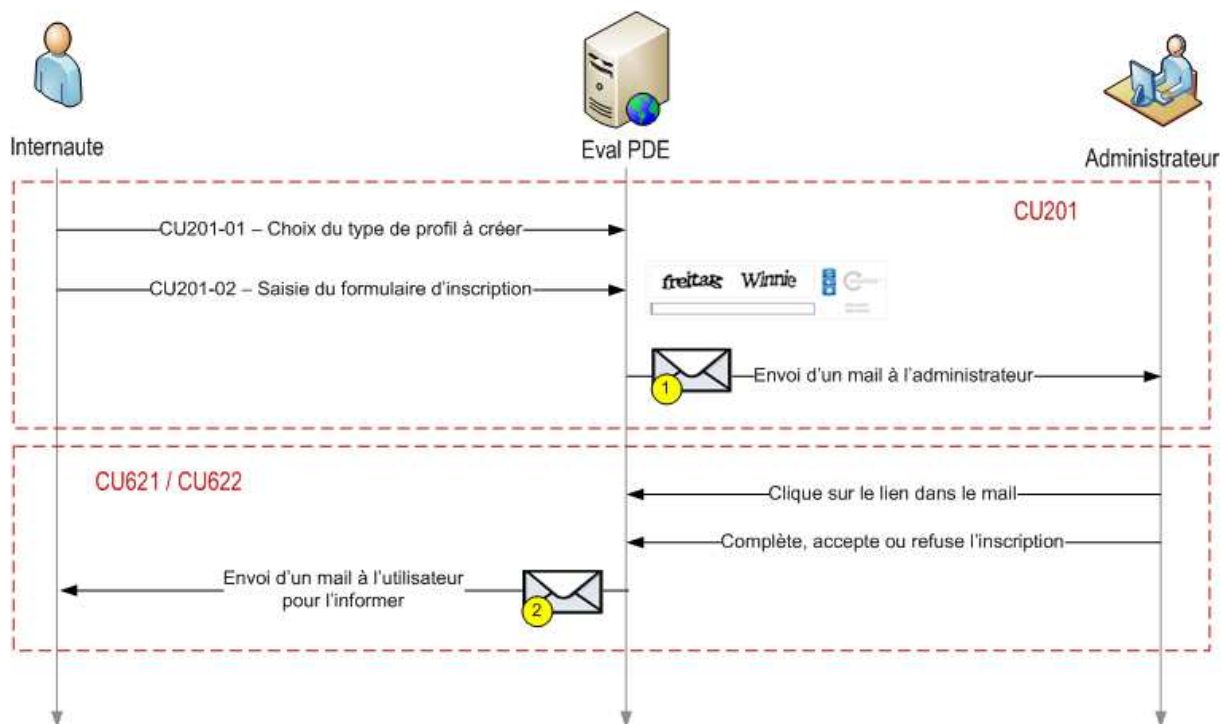 Internaute
Eval PDE
Administrateur
CU201
CU201-01 – Choix du type de profil à créer
CU201-02 – Saisie du formulaire d'inscription
freitag Winnie
1
Envoi d'un mail à l'administrateur
CU621 / CU622
Clique sur le lien dans le mail
Complète, accepte ou refuse l'inscription
Envoi d'un mail à l'utilisateur
pour l'informer
2